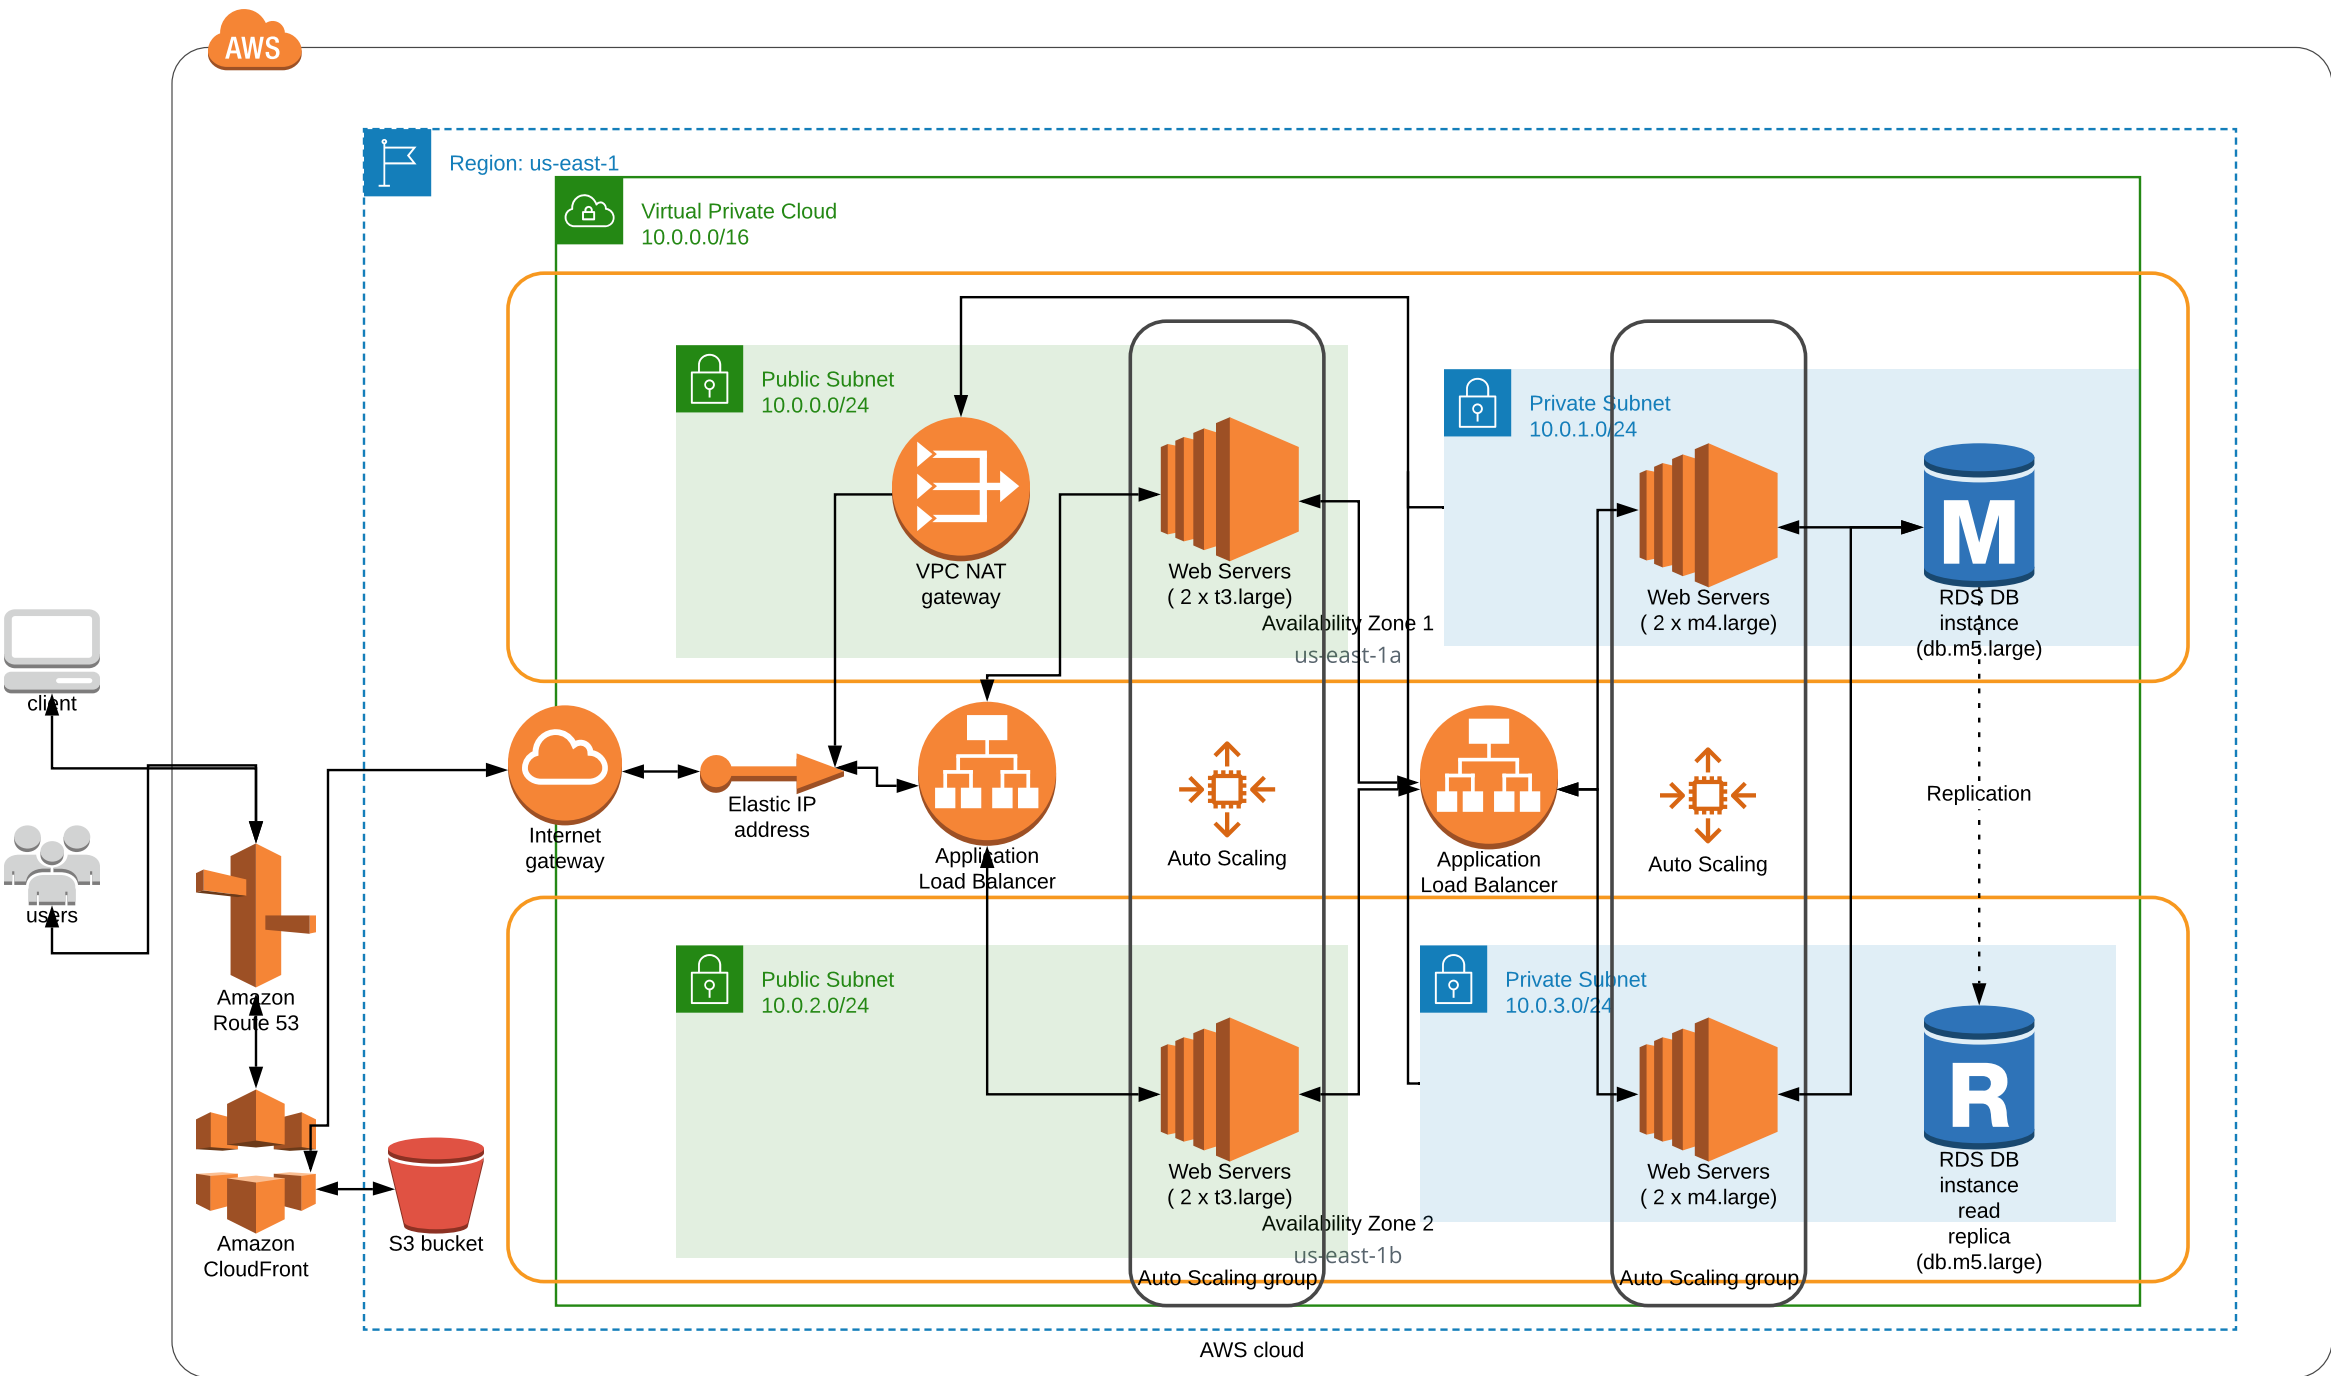 AWS
Region: us-east-1
Virtual Private Cloud
10.0.0.0/16
Public Subnet
10.0.0.0/24
Private Subnet
10.0.1.0/24
M
VPC NAT
gateway
Web Servers
( 2 x t3.large)
Web Servers
( 2 x m4.large)
RDS DB
instance
(db.m5.large)
Availability Zone 1
us-east-1a
client
Internet
gateway
Elastic IP
address
Application
Load Balancer
Auto Scaling
Application
Load Balancer
Auto Scaling
Replication
users
Amazon
Route 53
Public Subnet
10.0.2.0/24
Private Subnet
10.0.3.0/24
R
Web Servers
( 2 x t3.large)
Web Servers
( 2 x m4.large)
RDS DB
instance
read
replica
(db.m5.large)
Availability Zone 2
us-east-1b
Amazon
CloudFront
S3 bucket
Auto Scaling group
Auto Scaling group
AWS cloud